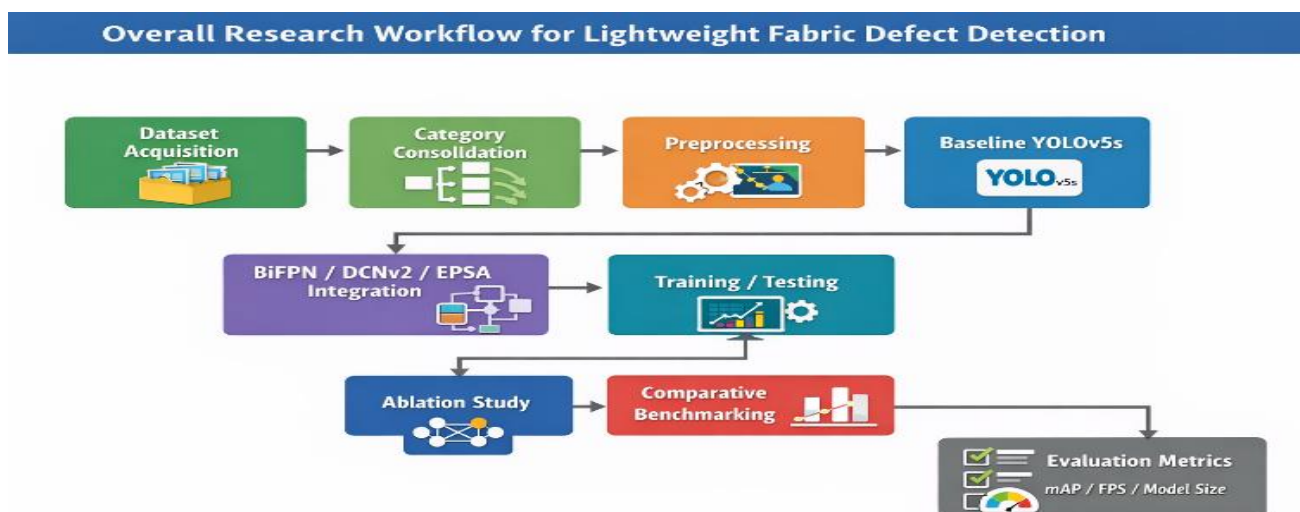 Overall Research Workflow for Lightweight Fabric Defect Detection
Dataset
Acquisition
Category
Consolldation
Preprocessing
Baseline YOLOv5s
YOLOv5s
BiFPN / DCNv2 / EPSA
Integration
Training / Testing
Ablation Study
Comparative
Benchmarking
Evaluation Metrics
mAP / FPS / Model Size